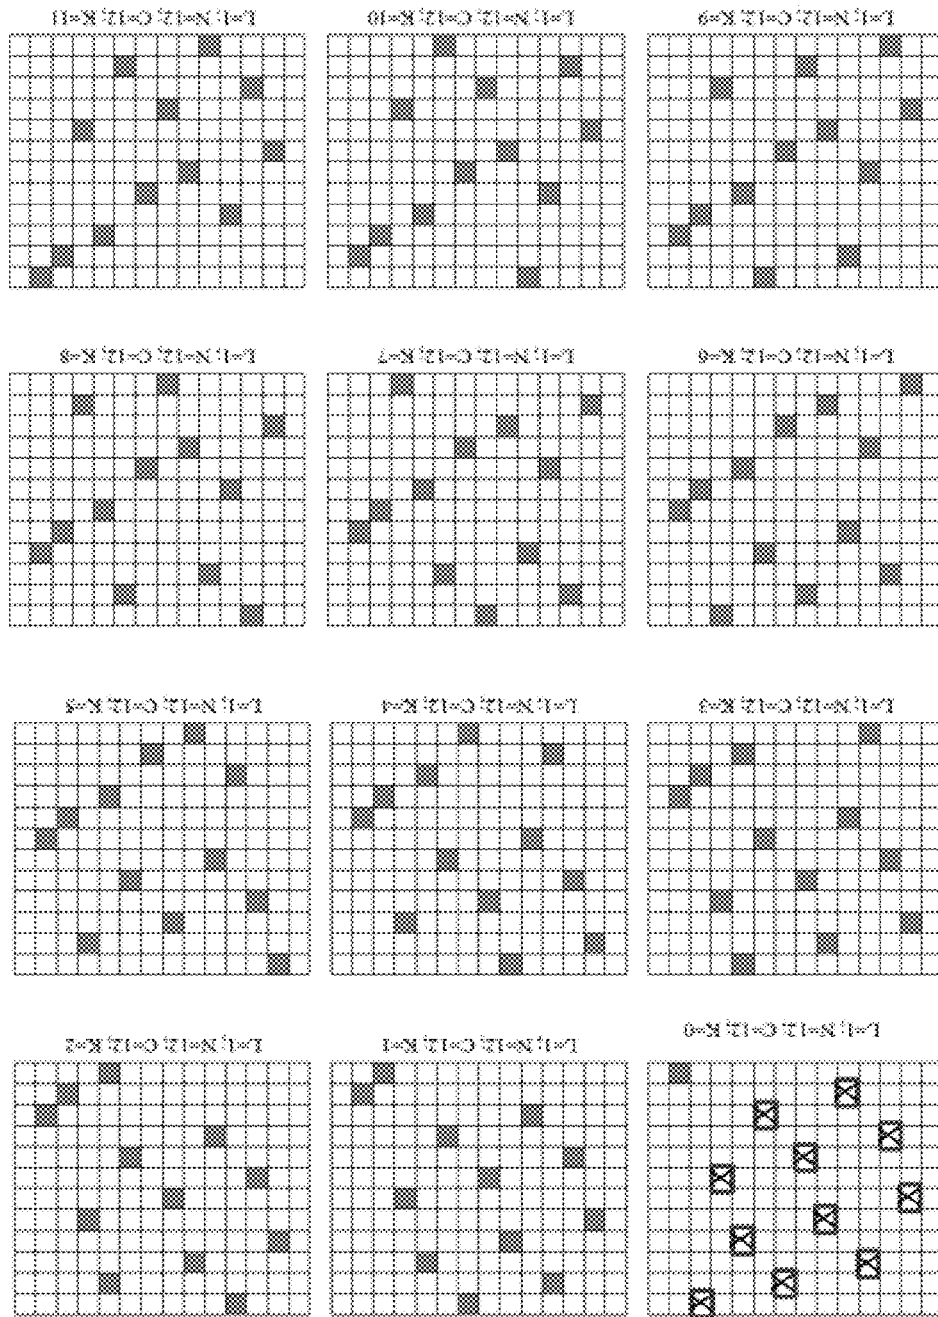 L=1; N=12; C=12; K=0
L=1; N=12; C=12; K=1
L=1; N=12; C=12; K=2
L=1; N=12; C=12; K=3
L=1; N=12; C=12; K=4
L=1; N=12; C=12; K=5
L=1; N=12; C=12; K=6
L=1; N=12; C=12; K=7
L=1; N=12; C=12; K=8
L=1; N=12; C=12; K=9
L=1; N=12; C=12; K=10
L=1; N=12; C=12; K=11